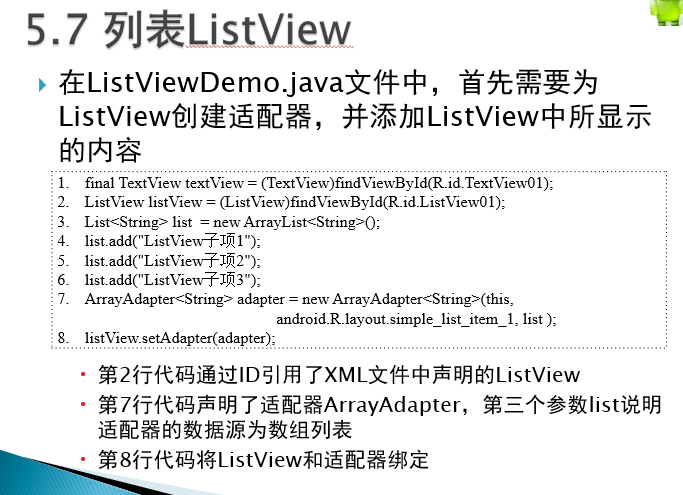 5.7 列表ListView
在ListViewDemo.java文件中，首先需要为
ListView创建适配器，并添加ListView中所显示
的内容
1. final TextView textView = (TextView)findViewById(R.id.TextView01);
2. ListView listView = (ListView)findViewById(R.id.ListView01);
3. List<String> list  = new ArrayList<String>();
4. list.add("ListView子项1");
5. list.add("ListView子项2");
6. list.add("ListView子项3");
7. ArrayAdapter<String> adapter = new ArrayAdapter<String>(this,
android.R.layout.simple_list_item_1, list );
8. listView.setAdapter(adapter);
• 第2行代码通过ID引用了XML文件中声明的ListView
• 第7行代码声明了适配器ArrayAdapter，第三个参数list说明
适配器的数据源为数组列表
• 第8行代码将ListView和适配器绑定